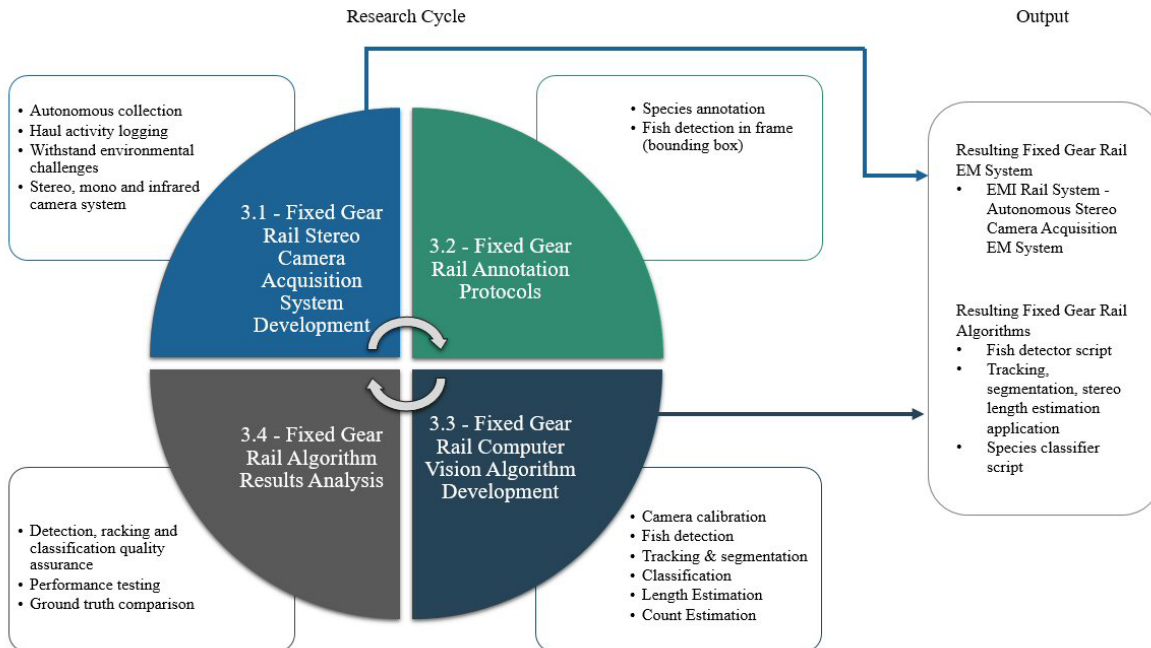 Research Cycle
Output
• Autonomous collection
• Haul activity logging
• Withstand environmental
challenges
• Stereo, mono and infrared
camera system
• Species annotation
• Fish detection in frame
(bounding box)
3.1 - Fixed Gear
Rail Stereo
Camera
Acquisition
System
Development
3.2 - Fixed Gear
Rail Annotation
Protocols
3.4 - Fixed Gear
Rail Algorithm
Results Analysis
3.3 - Fixed Gear
Rail Computer
Vision Algorithm
Development
• Detection, racking and
classification quality
assurance
• Performance testing
• Ground truth comparison
• Camera calibration
• Fish detection
• Tracking & segmentation
• Classification
• Length Estimation
• Count Estimation
Resulting Fixed Gear Rail
EM System
• EMI Rail System -
Autonomous Stereo
Camera Acquisition
EM System
Resulting Fixed Gear Rail
Algorithms
• Fish detector script
• Tracking,
segmentation, stereo
length estimation
application
• Species classifier
script